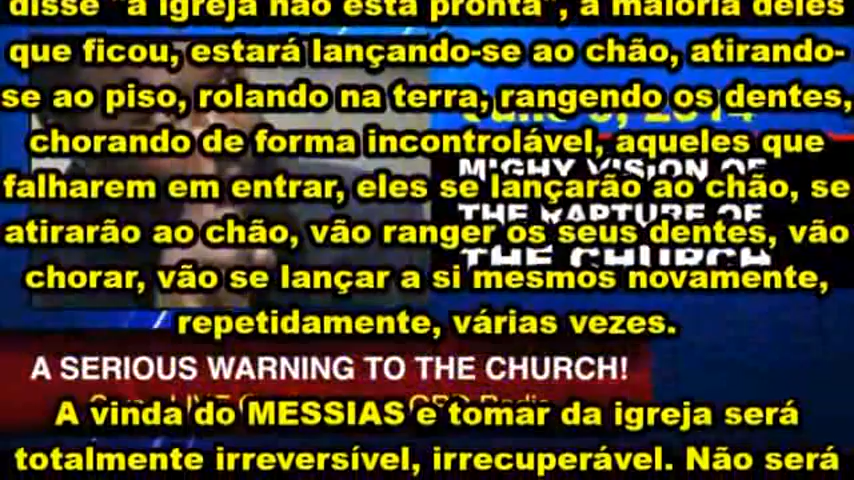 disse "a igreja não está pronta", a maioria deles
que ficou, estará lançando-se ao chão, atirando-
se ao piso, rolando na terra, rangendo os dentes,
chorando de forma incontrolável, aqueles que
falharem em entrar, eles se lançarão ao chão, se
atirarão ao chão, vão ranger os seus dentes, vão
chorar, vão se lançar a si mesmos novamente,
repetidamente, várias vezes.
MIGHY VISION OF
THE RAPTURE OF
THE CHURCH
A SERIOUS WARNING TO THE CHURCH!
A vinda do MESSIAS e tomar da igreja será
totalmente irreversível, irrecuperável. Não será